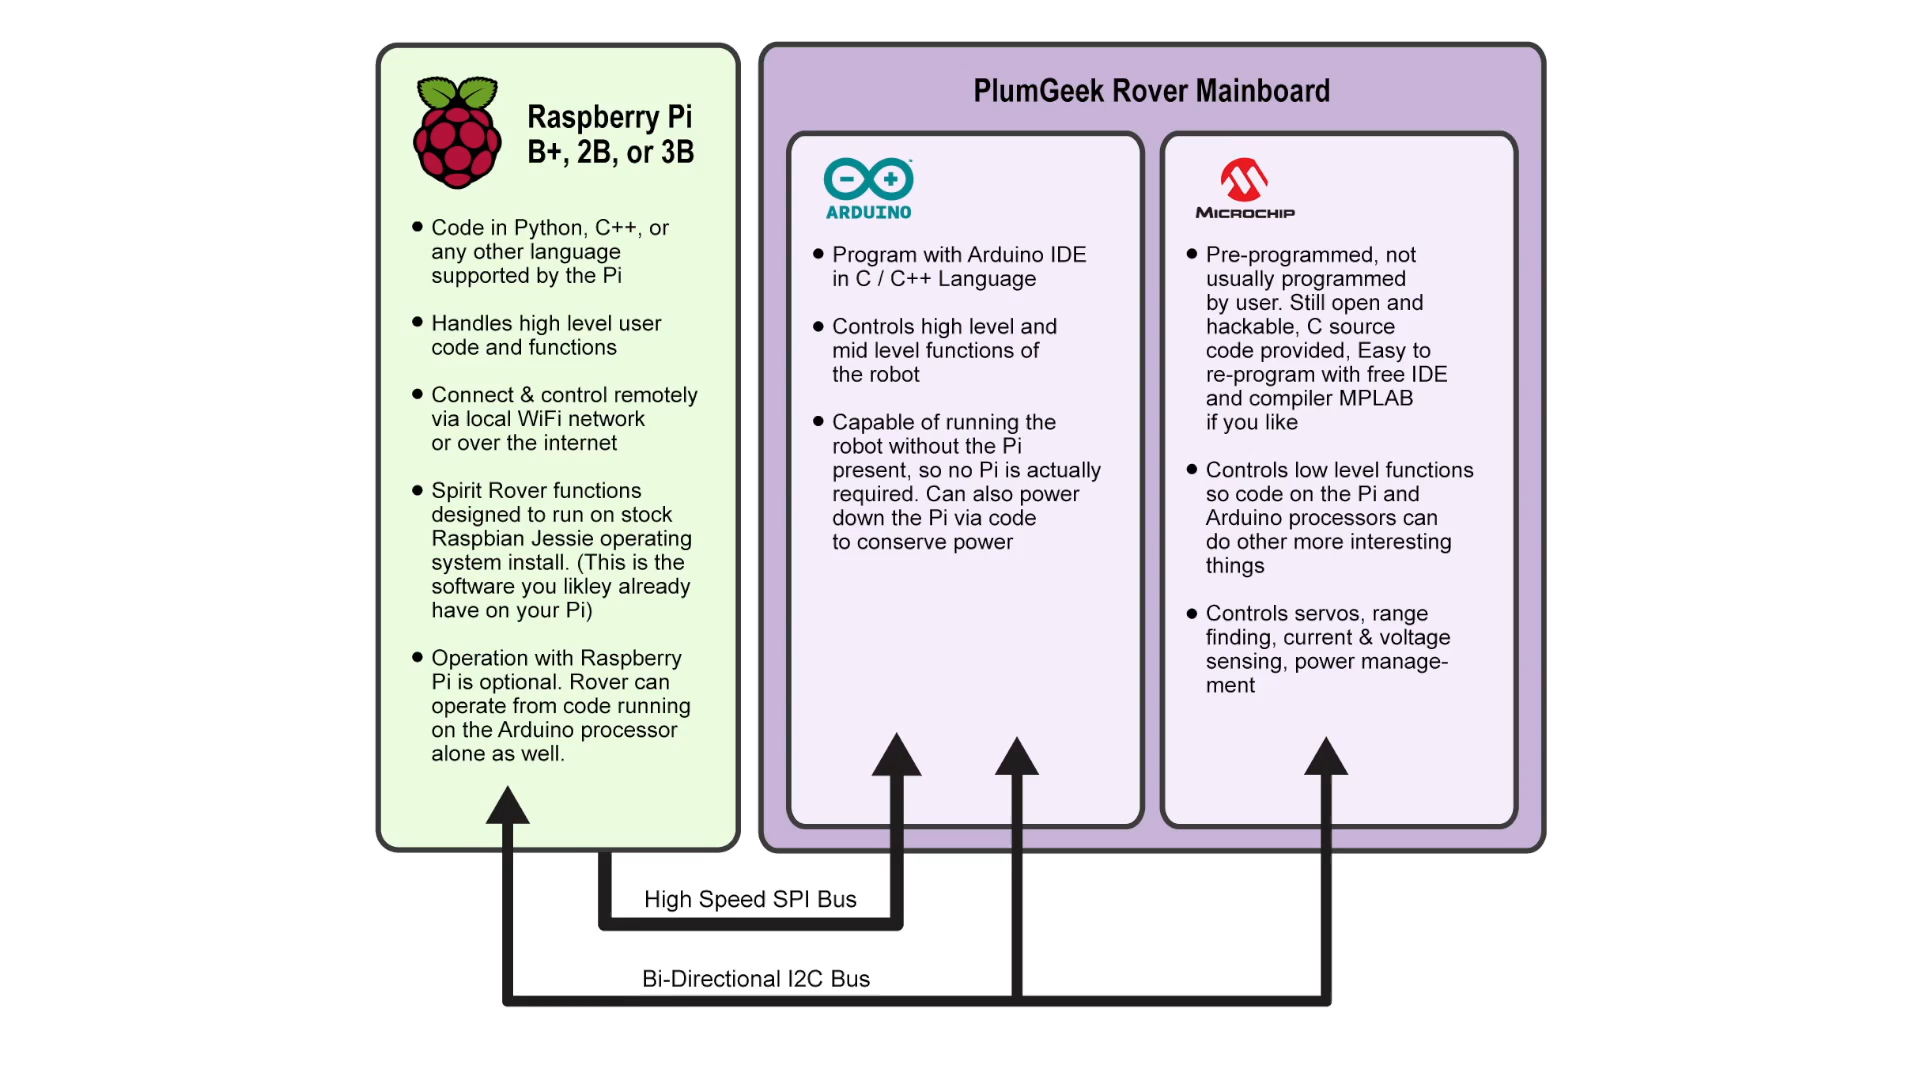 Raspberry Pi
B+, 2B, or 3B
Code in Python, C++, or
any other language
supported by the Pi
Handles high level user
code and functions
Connect & control remotely
via local WiFi network
or over the internet
Spirit Rover functions
designed to run on stock
Raspbian Jessie operating
system install. (This is the
software you likley already
have on your Pi)
Operation with Raspberry
Pi is optional. Rover can
operate from code running
on the Arduino processor
alone as well.
PlumGeek Rover Mainboard
ARDUINO
Program with Arduino IDE
in C / C++ Language
Controls high level and
mid level functions of
the robot
Capable of running the
robot without the Pi
present, so no Pi is actually
required. Can also power
down the Pi via code
to conserve power
MICROCHIP
Pre-programmed, not
usually programmed
by user. Still open and
hackable, C source
code provided, Easy to
re-program with free IDE
and compiler MPLAB
if you like
Controls low level functions
so code on the Pi and
Arduino processors can
do other more interesting
things
Controls servos, range
finding, current & voltage
sensing, power manage-
ment
High Speed SPI Bus
Bi-Directional I2C Bus